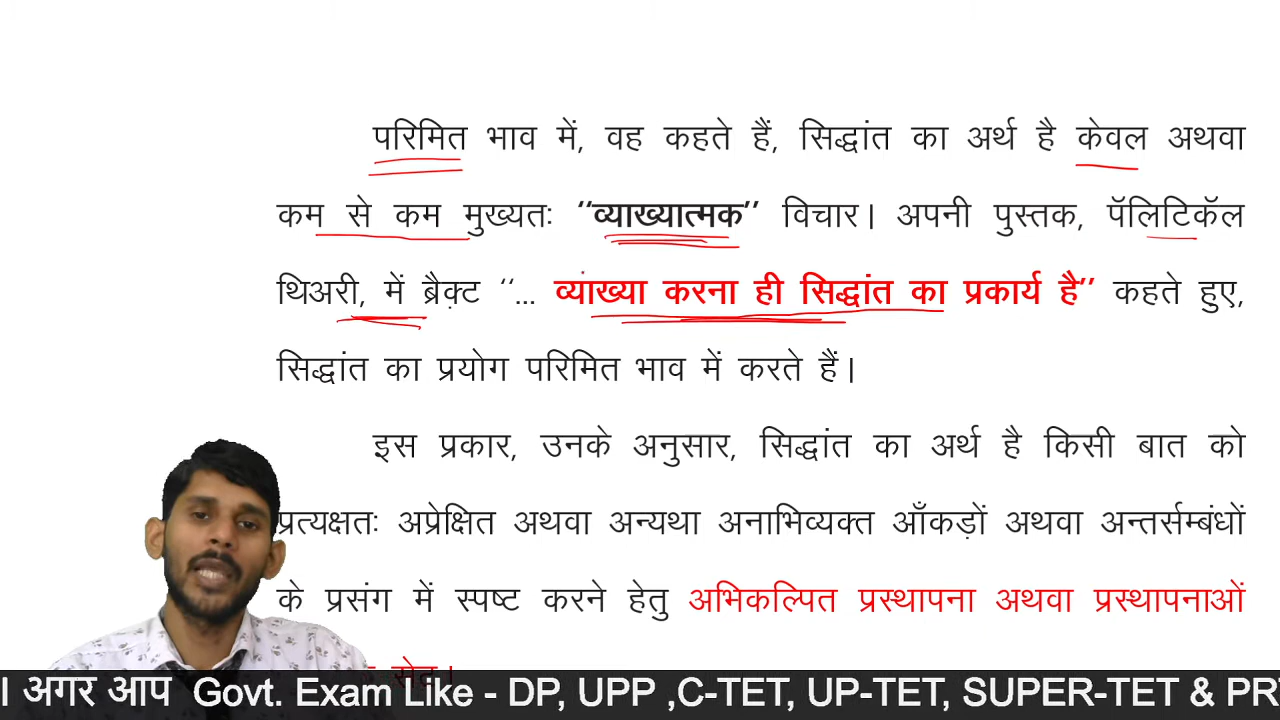 परिमित भाव में, वह कहते हैं, सिद्धांत का अर्थ है केवल अथवा
कम से कम मुख्यतः ‘‘व्याख्यात्मक’’ विचार। अपनी पुस्तक, पॅलिटिकॅल
थिअरी, में ब्रैक़्ट ‘‘... व्याख्या करना ही सिद्धांत का प्रकार्य है’’ कहते हुए,
सिद्धांत का प्रयोग परिमित भाव में करते हैं।
इस प्रकार, उनके अनुसार, सिद्धांत का अर्थ है किसी बात को
प्रत्यक्षतः अप्रेक्षित अथवा अन्यथा अनाभिव्यक्त आँकड़ों अथवा अन्तर्सम्बंधों
के प्रसंग में स्पष्ट करने हेतु अभिकल्पित प्रस्थापना अथवा प्रस्थापनाओं
। अगर आप Govt. Exam Like - DP, UPP ,C-TET, UP-TET, SUPER-TET &